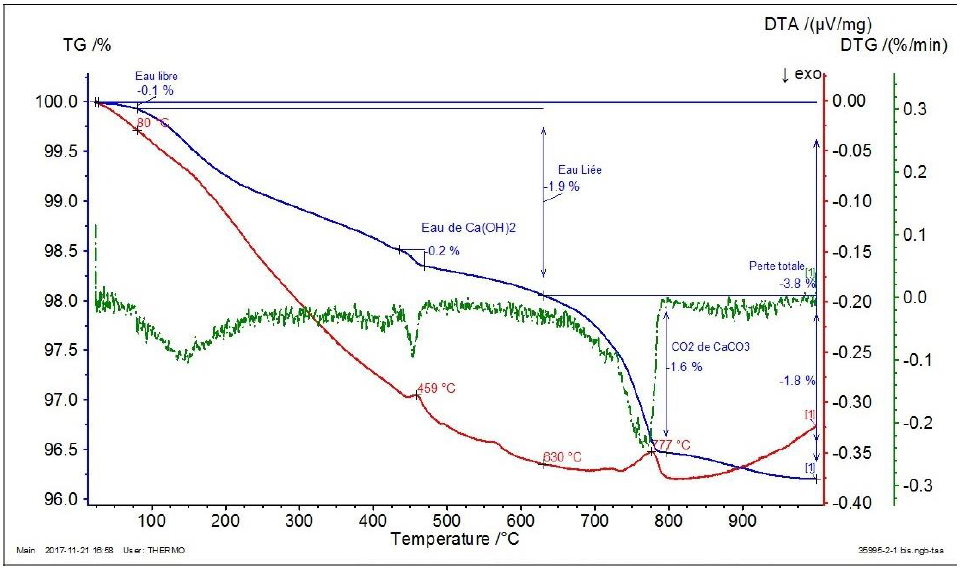 DTA /(µV/mg)
TG /%
DTG /(%/min)
↓ exo
Eau libre
-0.1 %
80 °C
Eau Liée
-1.9 %
Eau de Ca(OH)2
-0.2 %
Perte totale
[1]
-3.8 %
CO2 de CaCO3
-1.6 %
-1.8 %
459 °C
[1]
630 °C
777 °C
[1]
100.0
99.5
99.0
98.5
98.0
97.5
97.0
96.5
96.0
0.00
-0.05
-0.10
-0.15
-0.20
-0.25
-0.30
-0.35
-0.40
0.3
0.2
0.1
0.0
-0.1
-0.2
-0.3
100 200 300 400 500 600 700 800 900
Temperature /°C
Main 2017-11-21 16:58 User: THERMO
35995-2-1 bis.ngb-taa